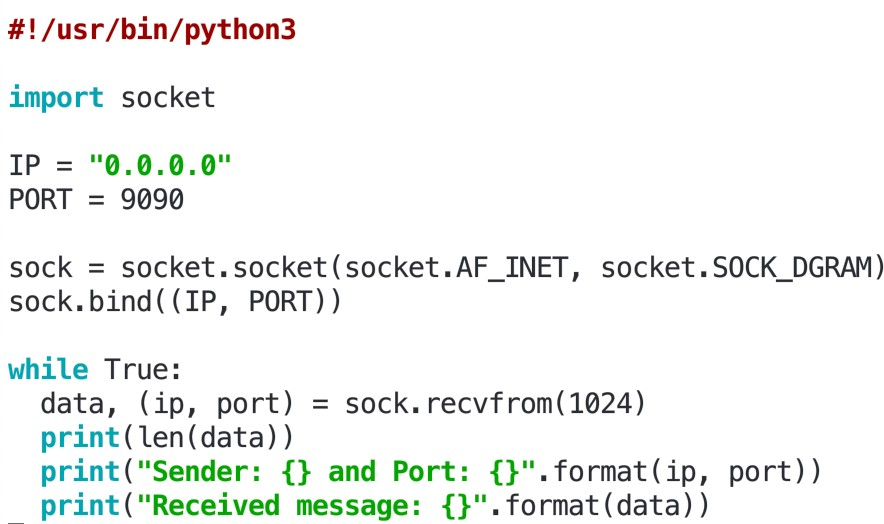 #!/usr/bin/python3
import socket
IP = "0.0.0.0"
PORT = 9090
sock = socket.socket(socket.AF_INET, socket.SOCK_DGRAM)
sock.bind((IP, PORT))
while True:
  data, (ip, port) = sock.recvfrom(1024)
  print(len(data))
  print("Sender: {} and Port: {}".format(ip, port))
  print("Received message: {}".format(data))